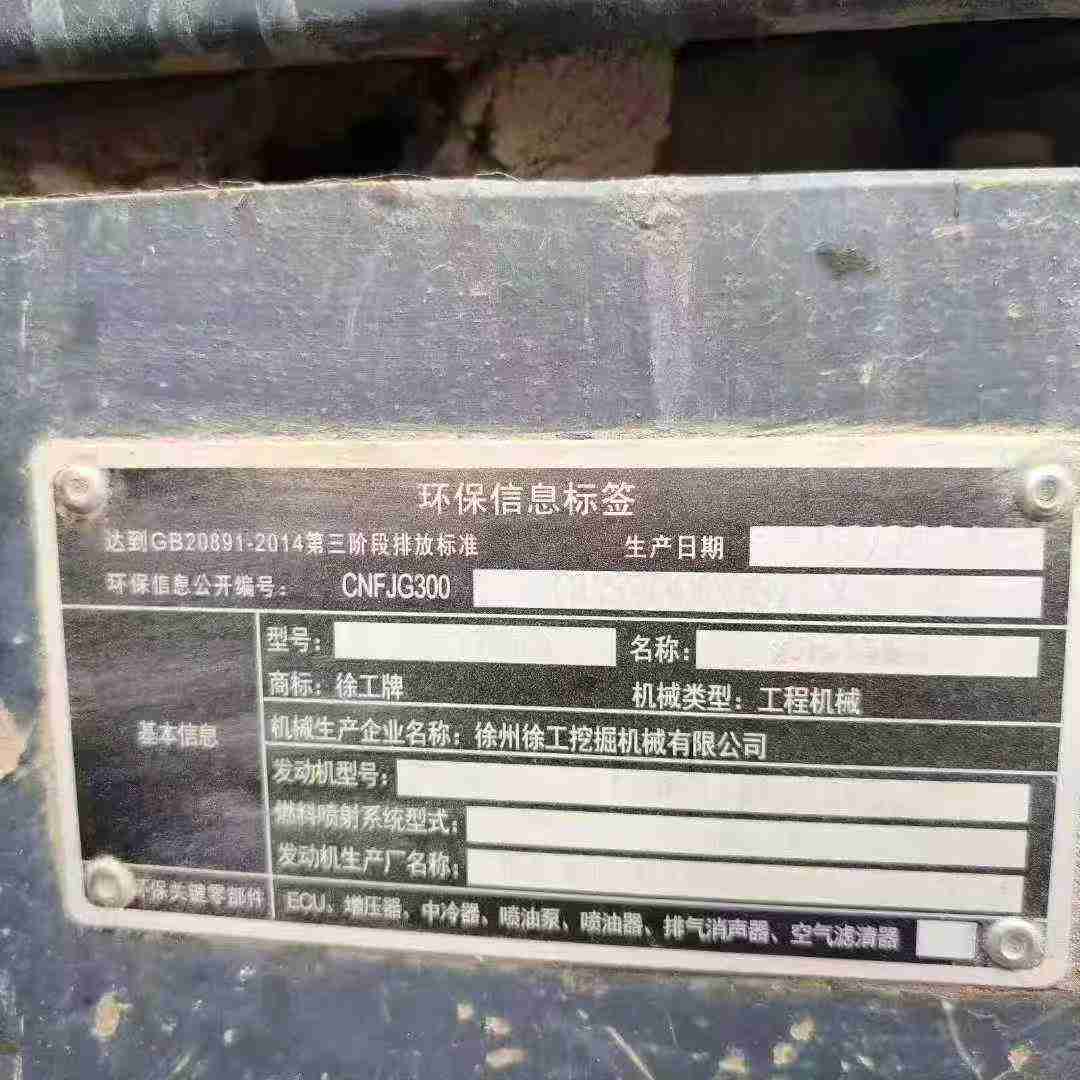 环保信息标签
达到GB20891-2014第三阶段排放标准 生产日期
环保信息公开编号: CNFJG300
型号: 名称:
商标: 徐工牌 机械类型: 工程机械
基本信息
机械生产企业名称: 徐州徐工挖掘机械有限公司
发动机型号:
燃料喷射系统型式:
发动机生产厂名称:
环保关键零部件 ECU、增压器、中冷器、喷油泵、喷油器、排气消声器、空气滤清器